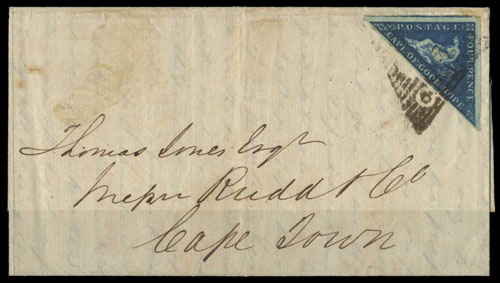 POSTAGE
FOUR PENCE
CAPE OF GOOD HOPE
Thomas Jones Esqr
Messrs Rudd & Co
Cape Town